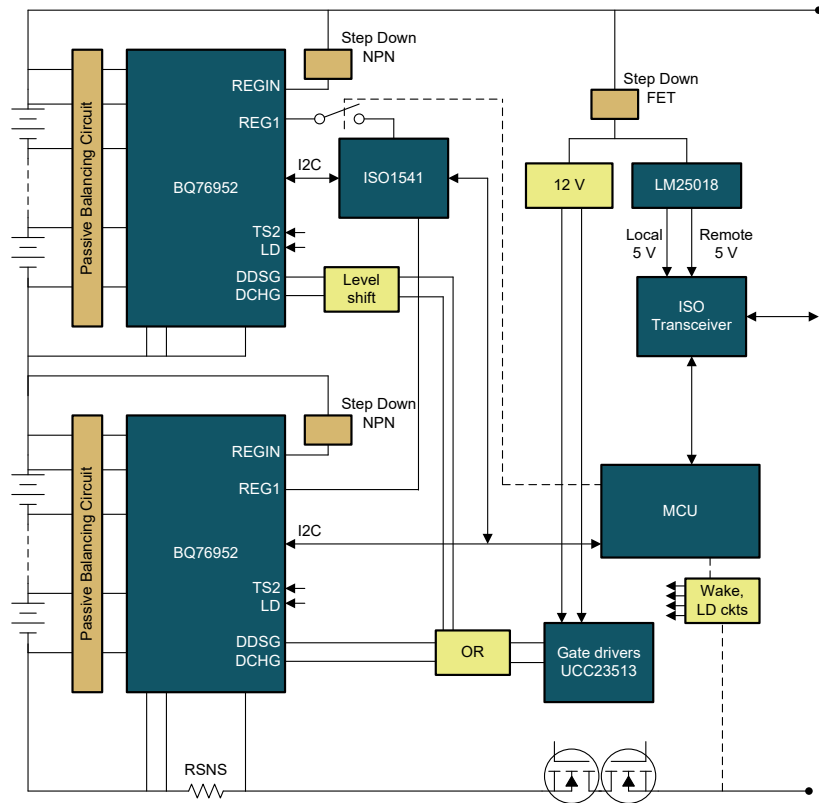 Step Down
NPN
REGIN
REG1
Passive Balancing Circuit
BQ76952
I2C
ISO1541
TS2
LD
DDSG
DCHG
Level
shift
Step Down
FET
12 V
LM25018
Local
5 V
Remote
5 V
ISO
Transceiver
Step Down
NPN
REGIN
REG1
Passive Balancing Circuit
BQ76952
I2C
MCU
TS2
LD
Wake,
LD ckts
DDSG
DCHG
OR
Gate drivers
UCC23513
RSNS